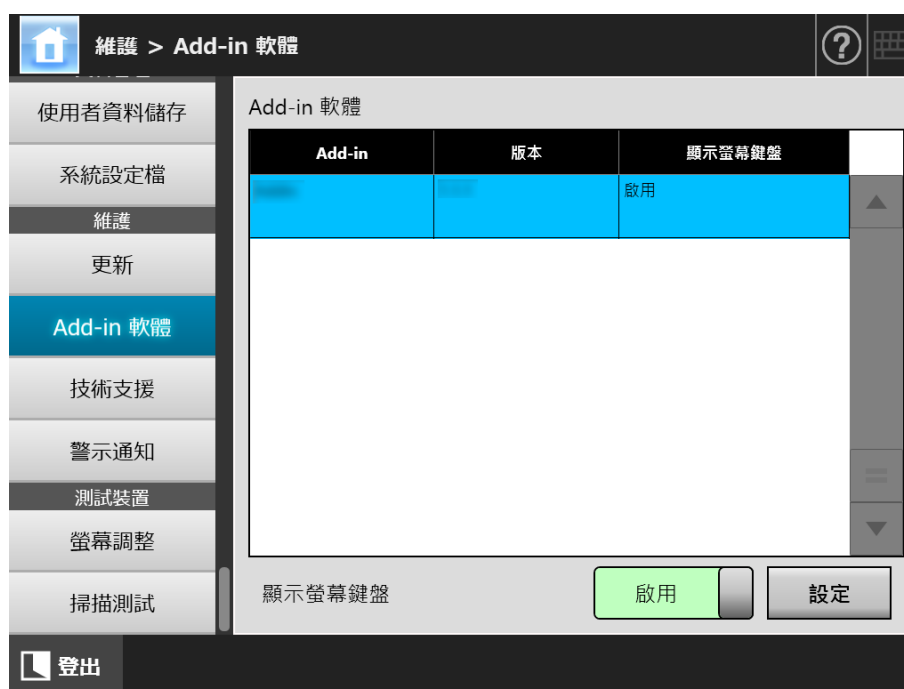 維護 > Add-in 軟體
使用者資料儲存
系統設定檔
維護
更新
Add-in 軟體
技術支援
警示通知
測試裝置
螢幕調整
掃描測試
Add-in 軟體
Add-in 版本 顯示螢幕鍵盤
啟用
顯示螢幕鍵盤 啟用 設定
登出